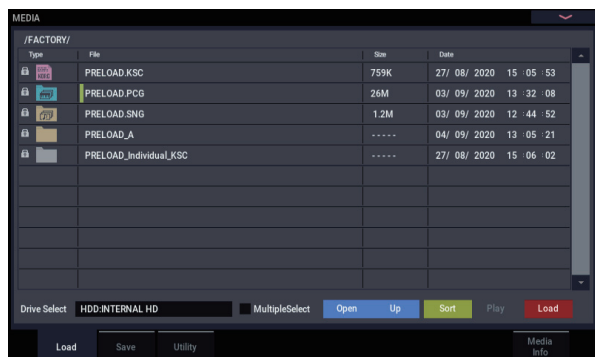 MEDIA
/FACTORY/
Type File Size Date
PRELOAD.KSC 759K 27/ 08/ 2020 15 :05 :53
PRELOAD.PCG 26M 03/ 09/ 2020 13 :32 :08
PRELOAD.SNG 1.2M 03/ 09/ 2020 12 :44 :52
PRELOAD_A ----- 04/ 09/ 2020 13 :05 :21
PRELOAD_Individual_KSC ----- 27/ 08/ 2020 15 :06 :02
Drive Select HDD:INTERNAL HD MultipleSelect Open Up Sort Play Load
Load Save Utility Media
Info